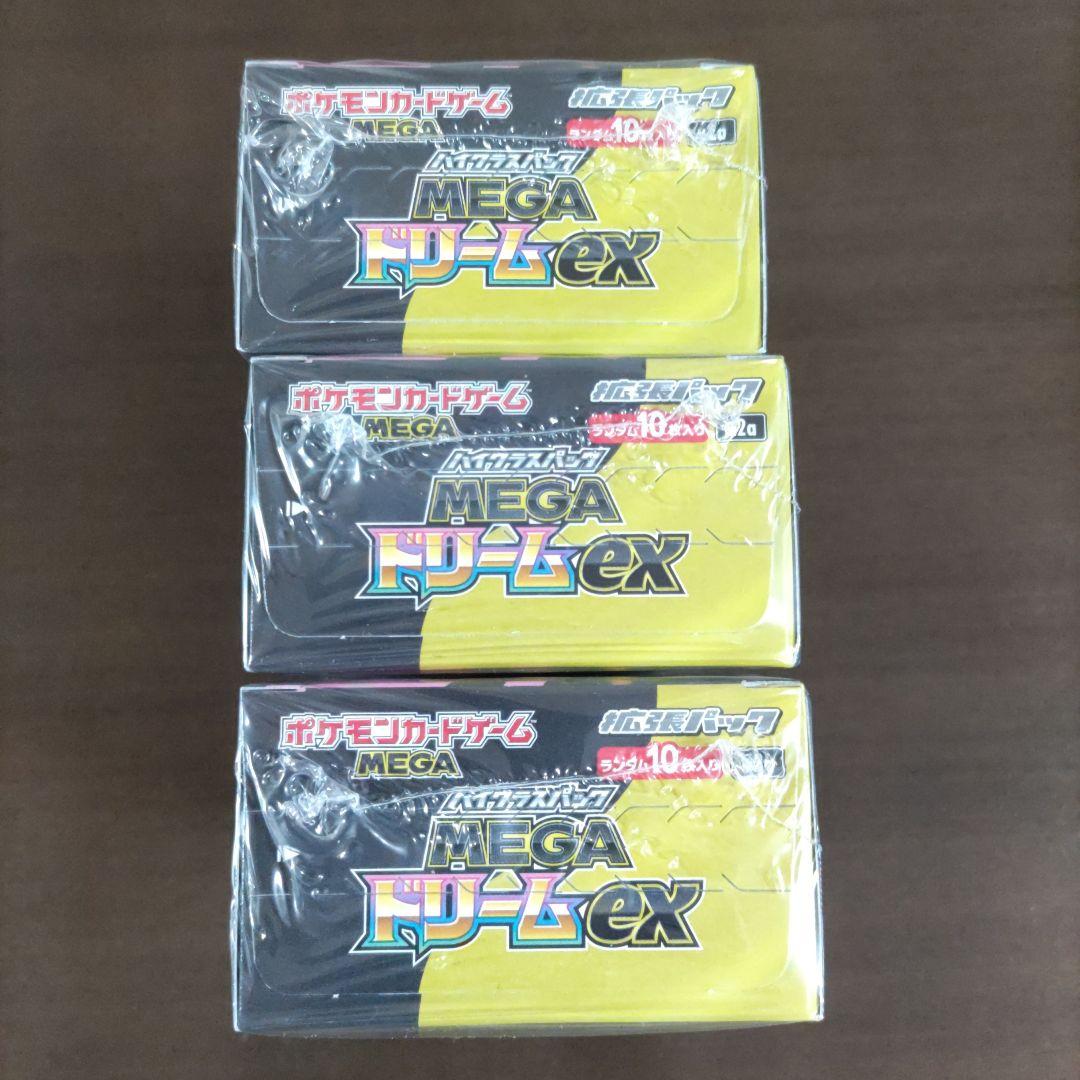 ポケモンカードゲーム
MEGA
拡張パック
ランダム10枚入り
ハイクラスパック
MEGA
ドリームex
ポケモンカードゲーム
MEGA
拡張パック
ランダム10枚入り
ハイクラスパック
MEGA
ドリームex
ポケモンカードゲーム
MEGA
拡張パック
ランダム10枚入り
ハイクラスパック
MEGA
ドリームex